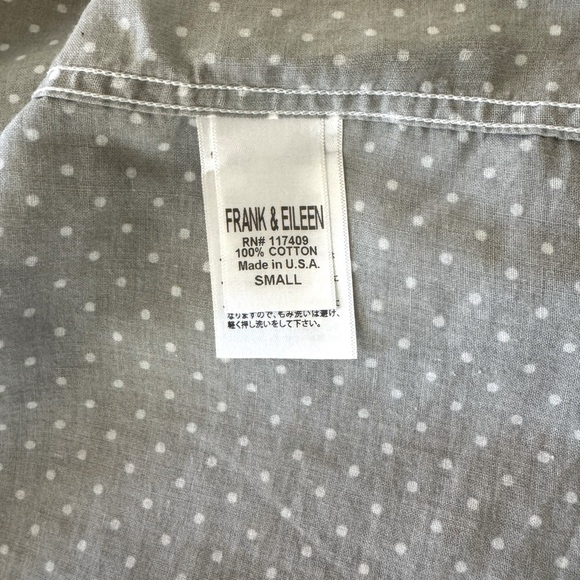 FRANK & EILEEN
RN# 117409
100% COTTON
Made in U.S.A.
SMALL
なりますので、もみ洗いは避け、
軽く押し洗いをして下さい。